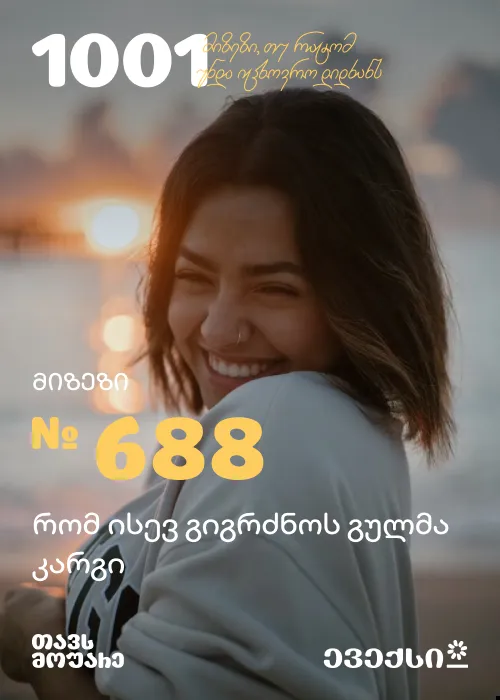 1001
მიზეზი, თუ რატომ
უნდა იცხოვრო დიდხანს
მიზეზი
№ 688
რომ ისევ გიგრძნოს გულმა
კარგი
თავს
მოუარე
ევექსი